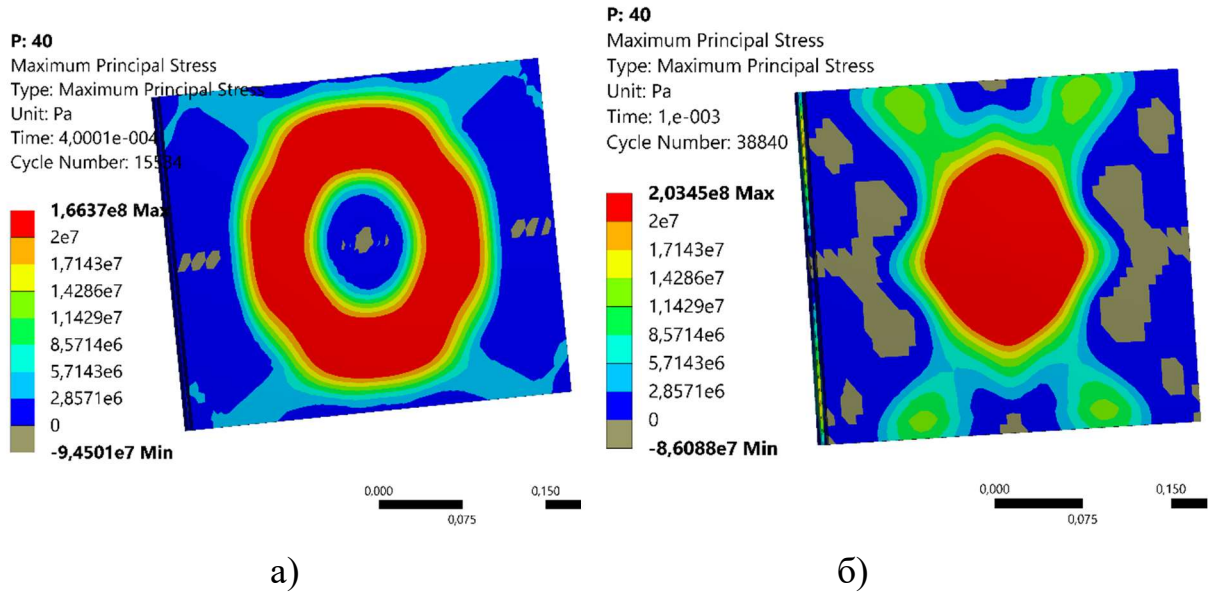 P: 40
Maximum Principal Stress
Type: Maximum Principal Stress
Unit: Pa
Time: 4,0001e-004
Cycle Number: 15534
1,6637e8 Max
2e7
1,7143e7
1,4286e7
1,1429e7
8,5714e6
5,7143e6
2,8571e6
0
-9,4501e7 Min
0.000
0,150
0,075
а)
P: 40
Maximum Principal Stress
Type: Maximum Principal Stress
Unit: Pa
Time: 1,e-003
Cycle Number: 38840
2,0345e8 Max
2e7
1,7143e7
1,4286e7
1,1429e7
8,5714e6
5,7143e6
2,8571e6
0
-8,6088e7 Min
0,000
0,150
0,075
б)